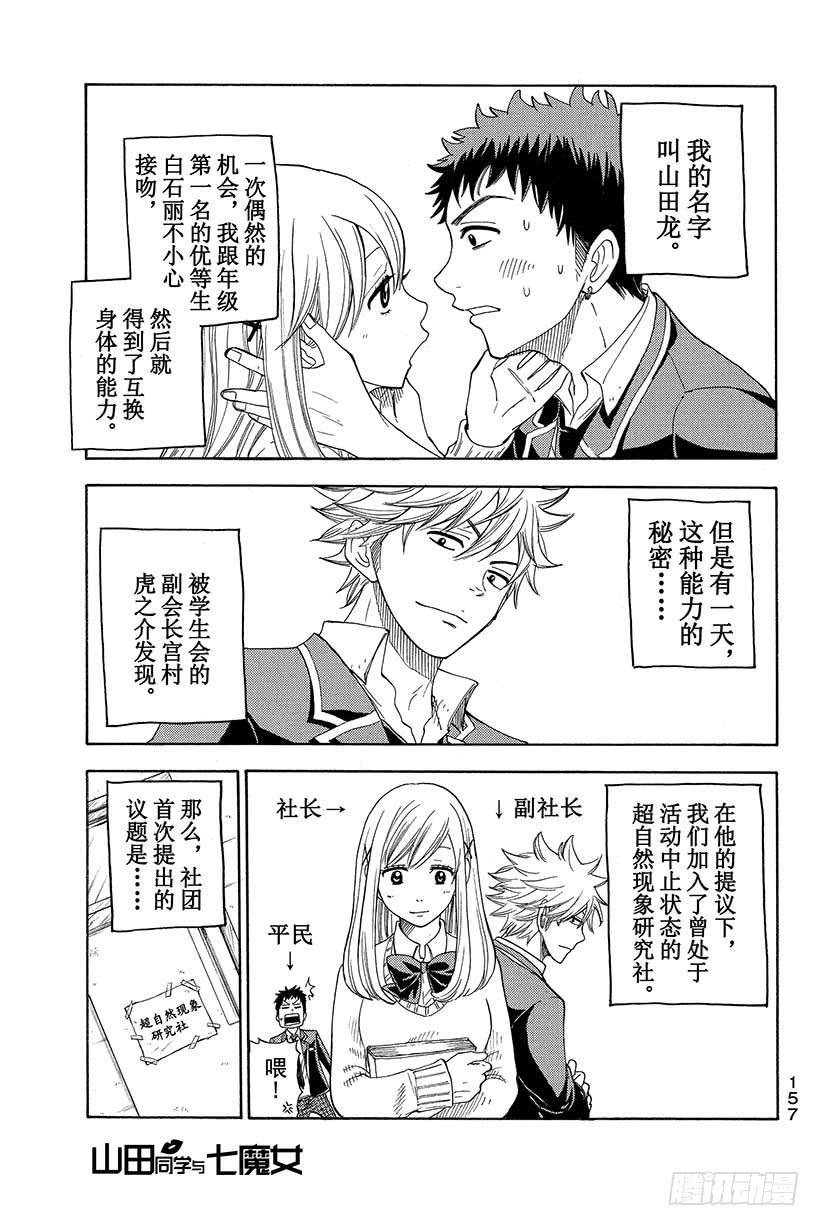 我的名字
叫山田龙。
一次偶然的
机会，我跟年级
第一名的优等生
白石丽不小心
接吻，
然后就
得到了互换
身体的能力。
但是有一天，
这种能力的
秘密……
被学生会的
副会长宫村
虎之介发现。
在他的提议下，
我们加入了曾处于
活动中止状态的
超自然现象研究社。
↓副社长
社长→
平民
↓
喂！
那么，社团
首次提出的
议题是……
超自然现象
研究社
157
山田同学与七魔女
腾讯动漫